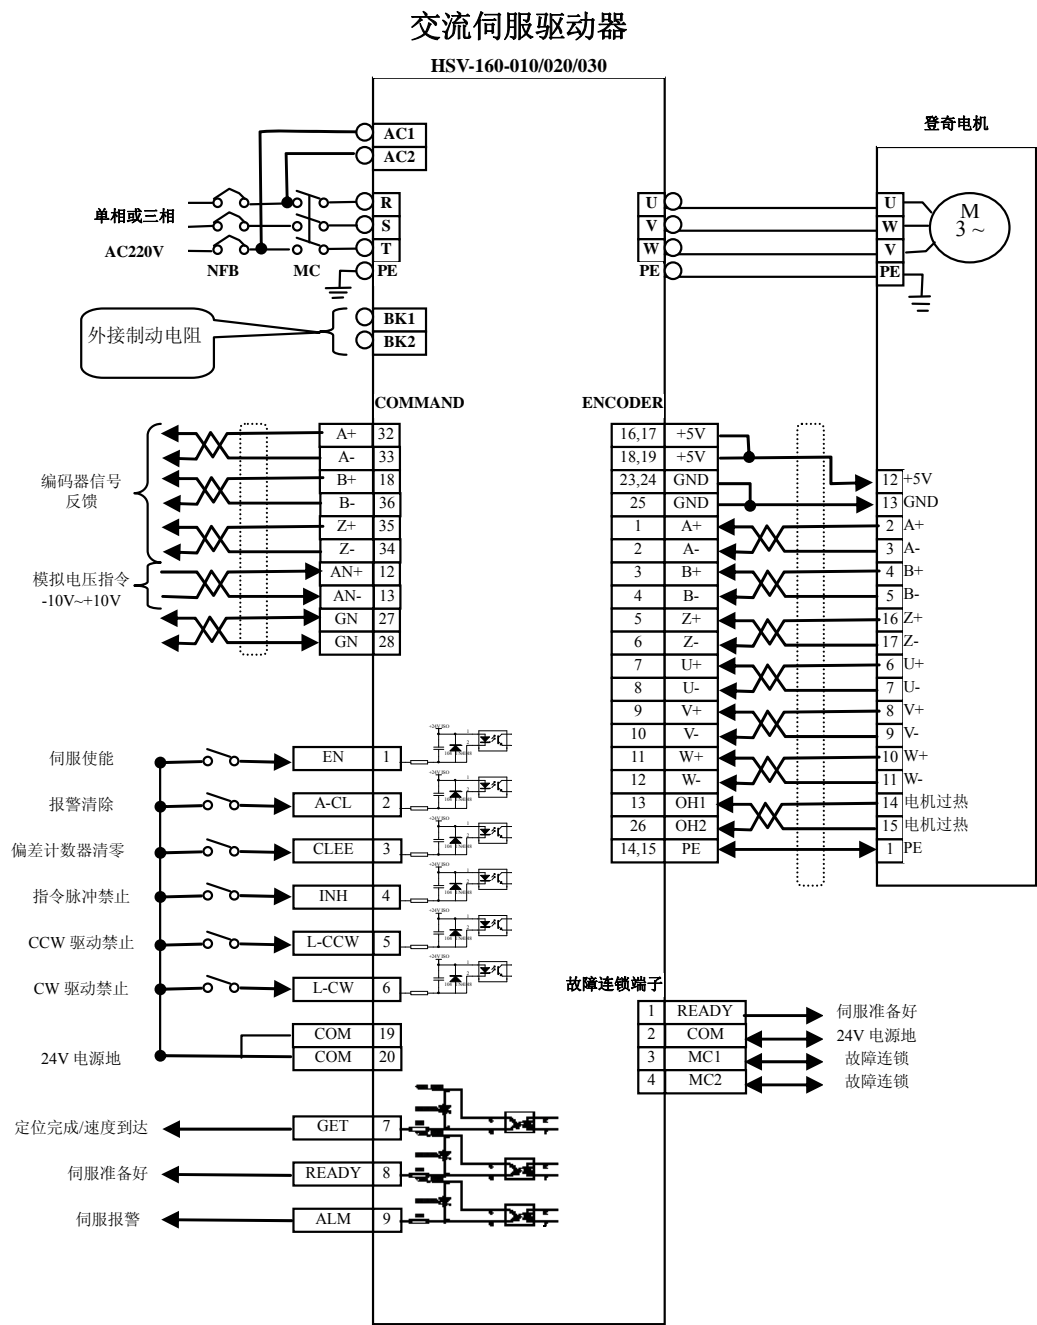 交流伺服驱动器
HSV-160-010/020/030
登奇电机
AC1
AC2
单相或三相
AC220V
NFB
MC
R
S
T
PE
U
V
W
PE
U
W
V
PE
M
3 ~
外接制动电阻
BK1
BK2
COMMAND
编码器信号
反馈
A+ 32
A- 33
B+ 18
B- 36
Z+ 35
Z- 34
模拟电压指令
-10V~+10V
AN+ 12
AN- 13
GN 27
GN 28
ENCODER
16,17 +5V
18,19 +5V
23,24 GND
25 GND
1 A+
2 A-
3 B+
4 B-
5 Z+
6 Z-
7 U+
8 U-
9 V+
10 V-
11 W+
12 W-
13 OH1
26 OH2
14,15 PE
12 +5V
13 GND
2 A+
3 A-
4 B+
5 B-
16 Z+
17 Z-
6 U+
7 U-
8 V+
9 V-
10 W+
11 W-
14 电机过热
15 电机过热
1 PE
伺服使能 EN 1
报警清除 A-CL 2
偏差计数器清零 CLEE 3
指令脉冲禁止 INH 4
CCW 驱动禁止 L-CCW 5
CW 驱动禁止 L-CW 6
COM 19
24V 电源地 COM 20
定位完成/速度到达 GET 7
伺服准备好 READY 8
伺服报警 ALM 9
故障连锁端子
1 READY 伺服准备好
2 COM 24V 电源地
3 MC1 故障连锁
4 MC2 故障连锁